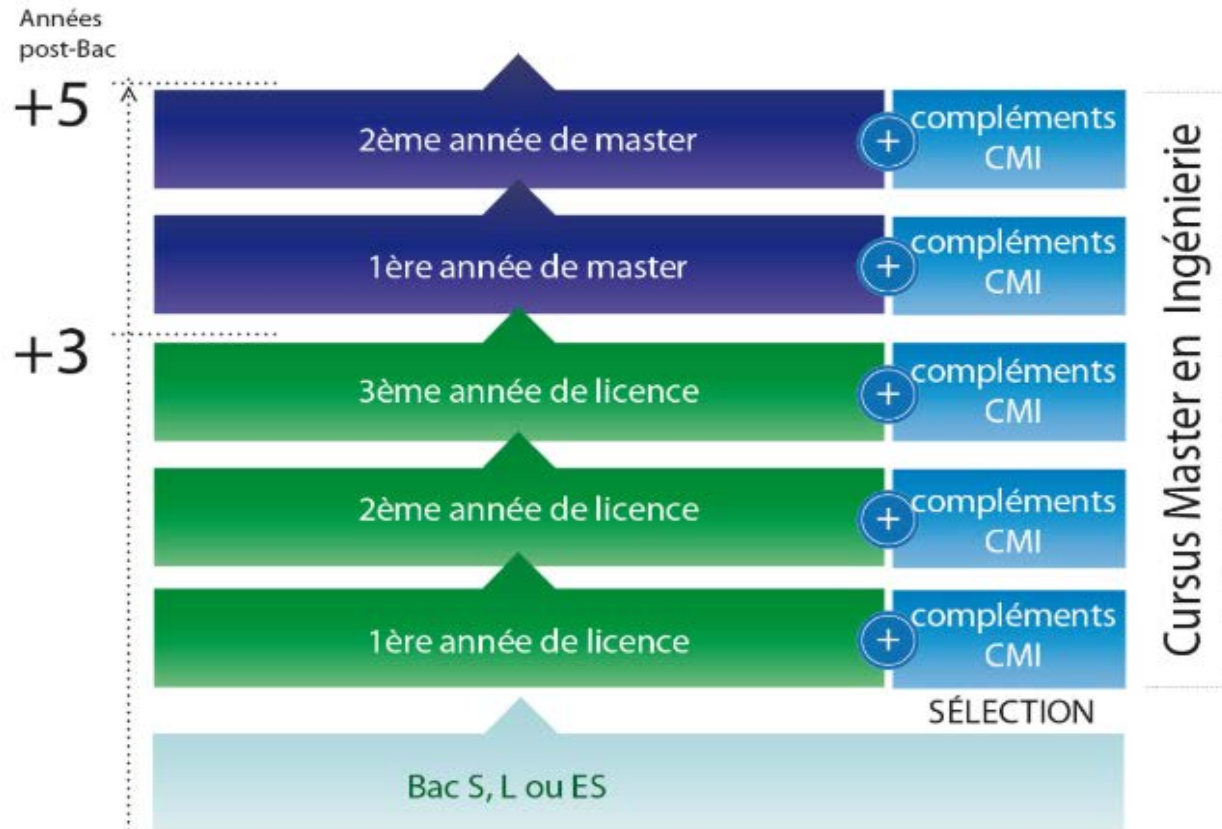 Années
post-Bac
+5
2ème année de master
+
compléments
CMI
1ère année de master
+
compléments
CMI
+3
3ème année de licence
+
compléments
CMI
2ème année de licence
+
compléments
CMI
1ère année de licence
+
compléments
CMI
Cursus Master en Ingénierie
SÉLECTION
Bac S, L ou ES